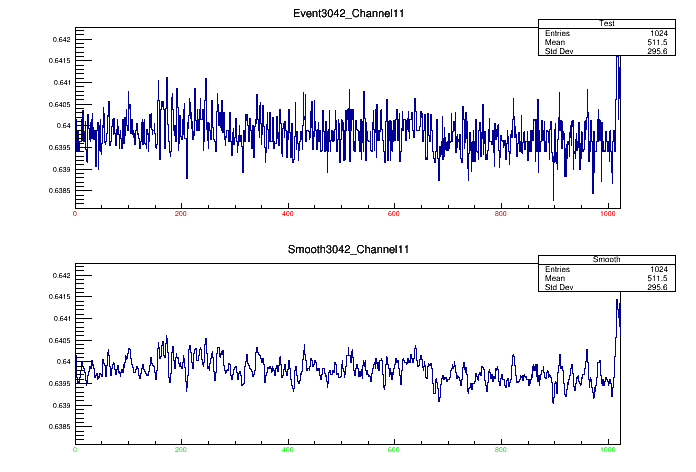 Event3042_Channel11
Test
Entries 1024
Mean 511.5
Std Dev 295.6
0.642
0.6415
0.641
0.6405
0.64
0.6395
0.639
0.6385
0 200 400 600 800 1000
Smooth3042_Channel11
Smooth
Entries 1024
Mean 511.5
Std Dev 295.6
0.642
0.6415
0.641
0.6405
0.64
0.6395
0.639
0.6385
0 200 400 600 800 1000